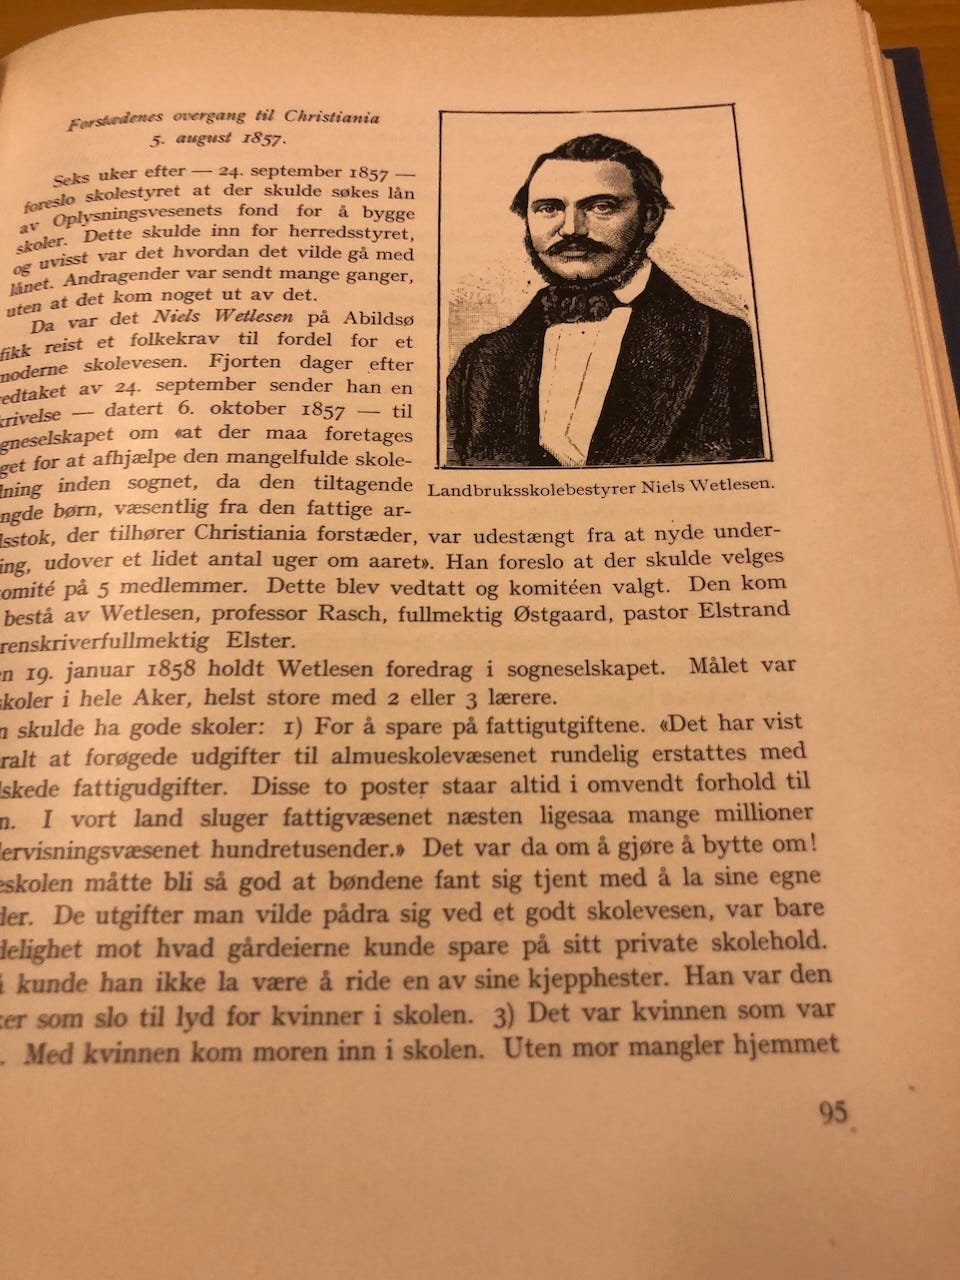 Forstædenes overgang til Christiania
5. august 1857.
Seks uker efter — 24. september 1857 —
foreslo skolestyret at der skulde søkes lån
av Oplysningsvesenets fond for å bygge
skoler. Dette skulde inn for herredsstyret,
og uvisst var det hvordan det vilde gå med
lånet. Andragender var sendt mange ganger,
uten at det kom noget ut av det.
Da var det Niels Wetlesen på Abildsø
fikk reist et folkekrav til fordel for et
moderne skolevesen. Fjorten dager efter
edtaket av 24. september sender han en
krivelse — datert 6. oktober 1857 — til
gneselskapet om «at der maa foretages
get for at afhjælpe den mangelfulde skole-
lning inden sognet, da den tiltagende
ngde børn, væsentlig fra den fattige ar-
Landbruksskolebestyrer Niels Wetlesen.
lsstok, der tilhører Christiania forstæder, var udestængt fra at nyde under-
ing, udover et lidet antal uger om aaret». Han foreslo at der skulde velges
omité på 5 medlemmer. Dette blev vedtatt og komitéen valgt. Den kom
bestå av Wetlesen, professor Rasch, fullmektig Østgaard, pastor Elstrand
renskriverfullmektig Elster.
en 19. januar 1858 holdt Wetlesen foredrag i sogneselskapet. Målet var
koler i hele Aker, helst store med 2 eller 3 lærere.
n skulde ha gode skoler: 1) For å spare på fattigutgiftene. «Det har vist
ralt at forøgede udgifter til almueskolevæsenet rundelig erstattes med
lskede fattigudgifter. Disse to poster staar altid i omvendt forhold til
n. I vort land sluger fattigvæsenet næsten ligesaa mange millioner
ervisningsvæsenet hundretusender.» Det var da om å gjøre å bytte om!
eskolen måtte bli så god at bøndene fant sig tjent med å la sine egne
der. De utgifter man vilde pådra sig ved et godt skolevesen, var bare
delighet mot hvad gårdeierne kunde spare på sitt private skolehold.
å kunde han ikke la være å ride en av sine kjepphester. Han var den
ker som slo til lyd for kvinner i skolen. 3) Det var kvinnen som var
. Med kvinnen kom moren inn i skolen. Uten mor mangler hjemmet
95